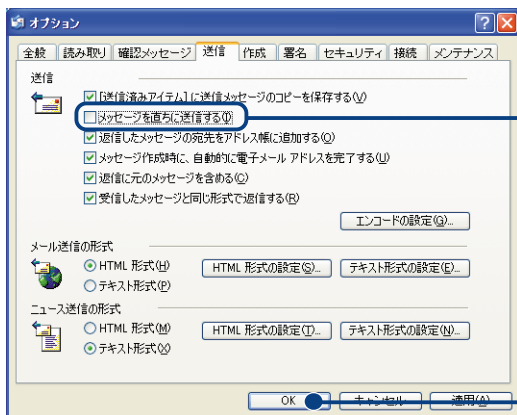 オプション
全般 読み取り 確認メッセージ 送信 作成 署名 セキュリティ 接続 メンテナンス
送信
[送信済みアイテム]に送信メッセージのコピーを保存する(V)
メッセージを直ちに送信する(I)
返信したメッセージの宛先をアドレス帳に追加する(O)
メッセージ作成時に、自動的に電子メール アドレスを完了する(U)
返信に元のメッセージを含める(C)
受信したメッセージと同じ形式で返信する(R)
エンコードの設定(G)...
メール送信の形式
HTML 形式(H) HTML 形式の設定(S)... テキスト形式の設定(E)...
テキスト形式(P)
ニュース送信の形式
HTML 形式(M) HTML 形式の設定(T)... テキスト形式の設定(N)...
テキスト形式(X)
OK キャンセル 適用(A)